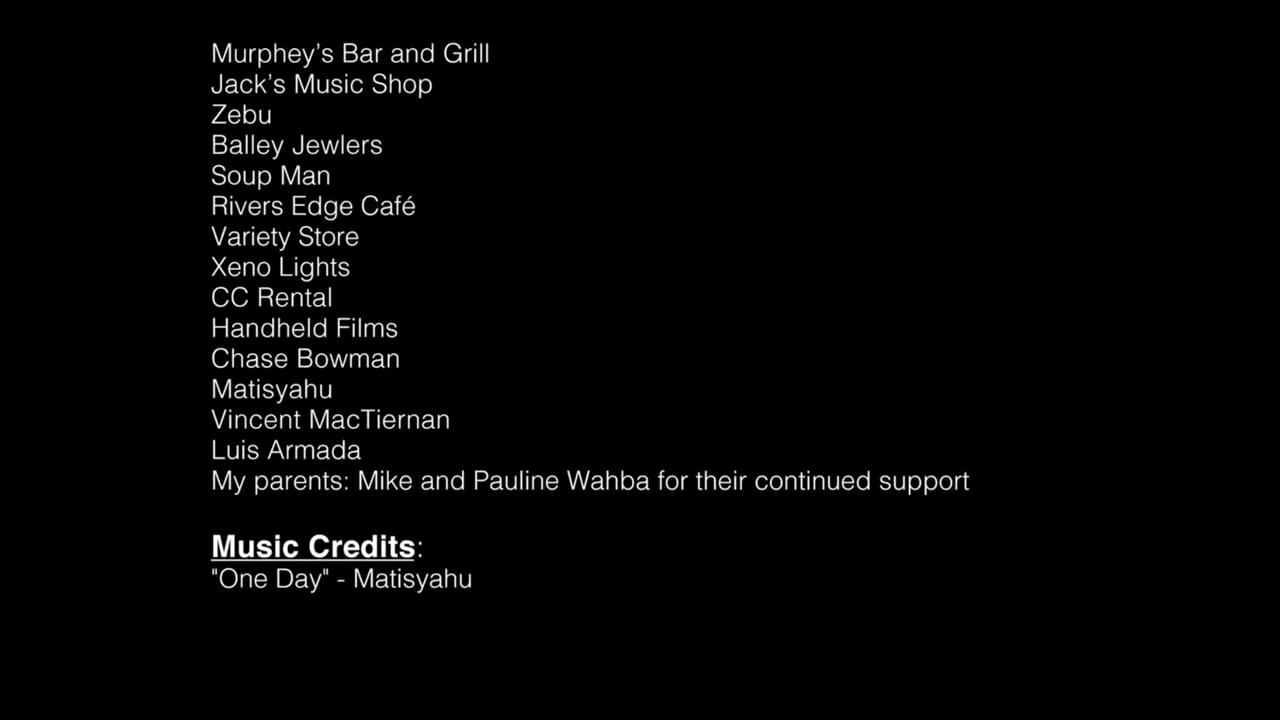 Murphey’s Bar and Grill
Jack’s Music Shop
Zebu
Balley Jewlers
Soup Man
Rivers Edge Café
Variety Store
Xeno Lights
CC Rental
Handheld Films
Chase Bowman
Matisyahu
Vincent MacTiernan
Luis Armada
My parents: Mike and Pauline Wahba for their continued support
Music Credits:
"One Day" - Matisyahu